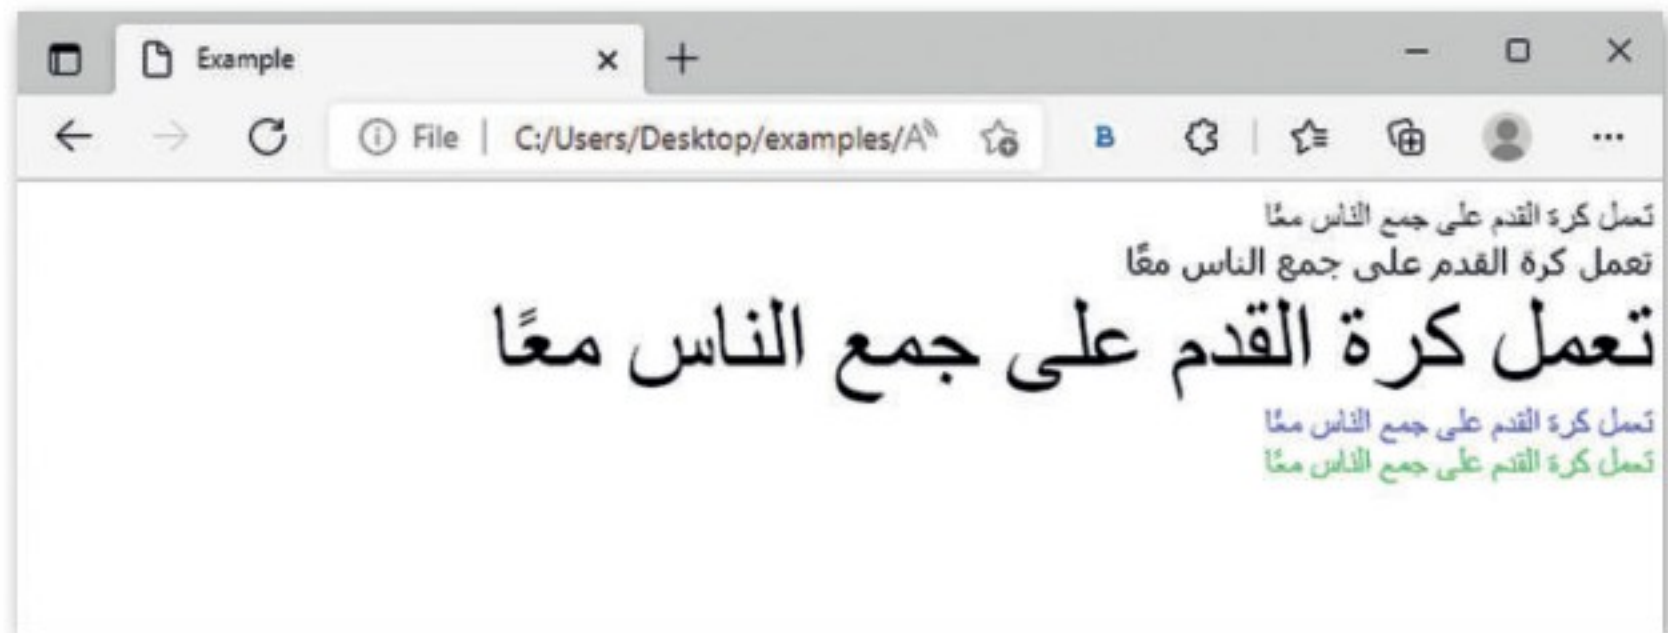 Example
File | C:/Users/Desktop/examples/
تعمل كرة القدم على جمع الناس معًا
تعمل كرة القدم على جمع الناس معًا
تعمل كرة القدم على جمع الناس معًا
تعمل كرة القدم على جمع الناس معًا
تعمل كرة القدم على جمع الناس معًا